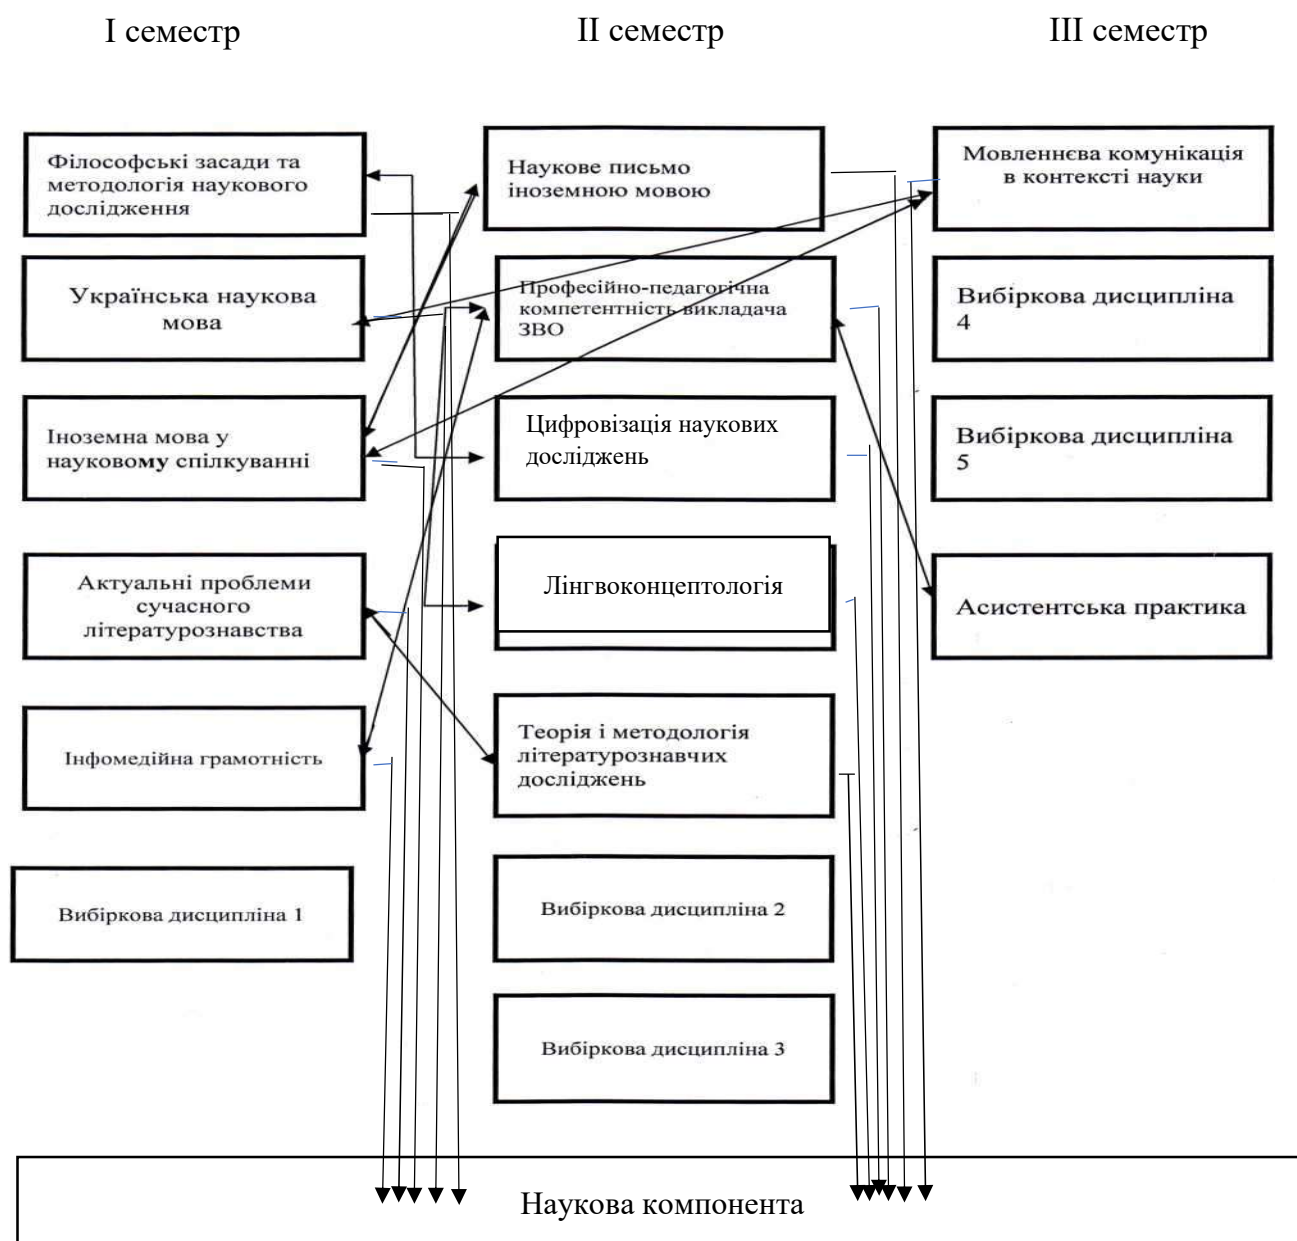 I семестр
II семестр
III семестр
Філософські засади та
методологія наукового
дослідження
Українська наукова
мова
Іноземна мова у
науковому спілкуванні
Актуальні проблеми
сучасного
літературознавства
Інфомедійна грамотність
Вибіркова дисципліна 1
Наукове письмо
іноземною мовою
Професійно-педагогічна
компетентність викладача
ЗВО
Цифровізація наукових
досліджень
Лінгвоконцептологія
Теорія і методологія
літературознавчих
досліджень
Вибіркова дисципліна 2
Вибіркова дисципліна 3
Мовленнєва комунікація
в контексті науки
Вибіркова дисципліна
4
Вибіркова дисципліна
5
Асистентська практика
Наукова компонента